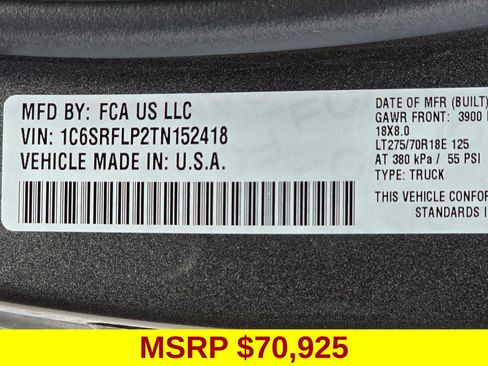 MFD BY: FCA US LLC
VIN: 1C6SRFLP2TN152418
VEHICLE MADE IN: U.S.A.
DATE OF MFR (BUILT)
GAWR FRONT: 3900
18X8.0
LT275/70R18E 125
AT 380 kPa / 55 PSI
TYPE: TRUCK
THIS VEHICLE CONFOR
STANDARDS I
MSRP $70,925